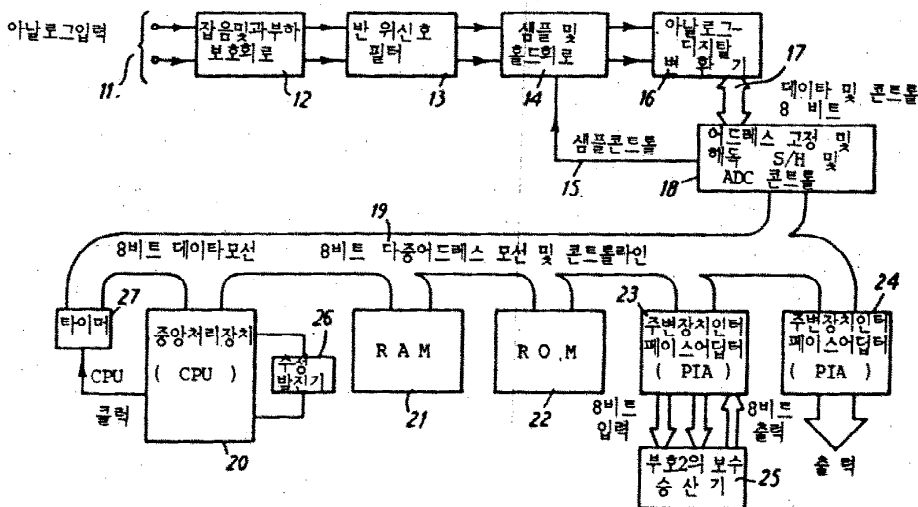 아날로그입력
11
잡음및과부하
보호회로
12
반 위신호
필터
13
샘플 및
홀드회로
14
아날로그-
디지탈
변 환 기
16
17
데이타 및 콘트롤
8 비트
샘플콘트롤
15
어드레스 고정 및
해독 S/H 및
ADC 콘트롤
18
19
8비트 데이타모선
8비트 다중어드레스 모선 및 콘트롤라인
27
타이머
CPU
클럭
중앙처리장치
( CPU )
20
26
수정
발진기
R A M
21
R O M
22
23
주변장치인터
페이스어댑터
( PIA )
24
주변장치인터
페이스어댑터
( PIA )
8비트
입력
8비트
출력
부호2의 보수
승 산 기
25
출 력